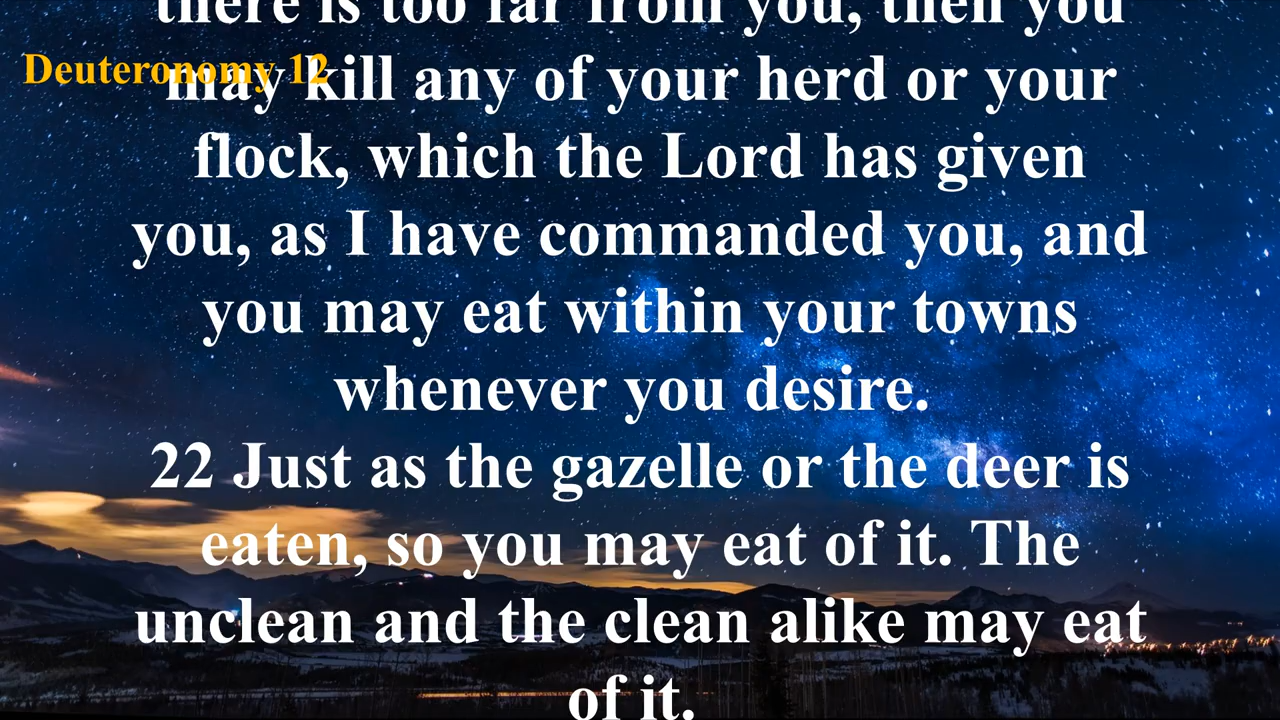 there is too far from you, then you
Deuteronomy 12
may kill any of your herd or your
flock, which the Lord has given
you, as I have commanded you, and
you may eat within your towns
whenever you desire.
22 Just as the gazelle or the deer is
eaten, so you may eat of it. The
unclean and the clean alike may eat
of it.